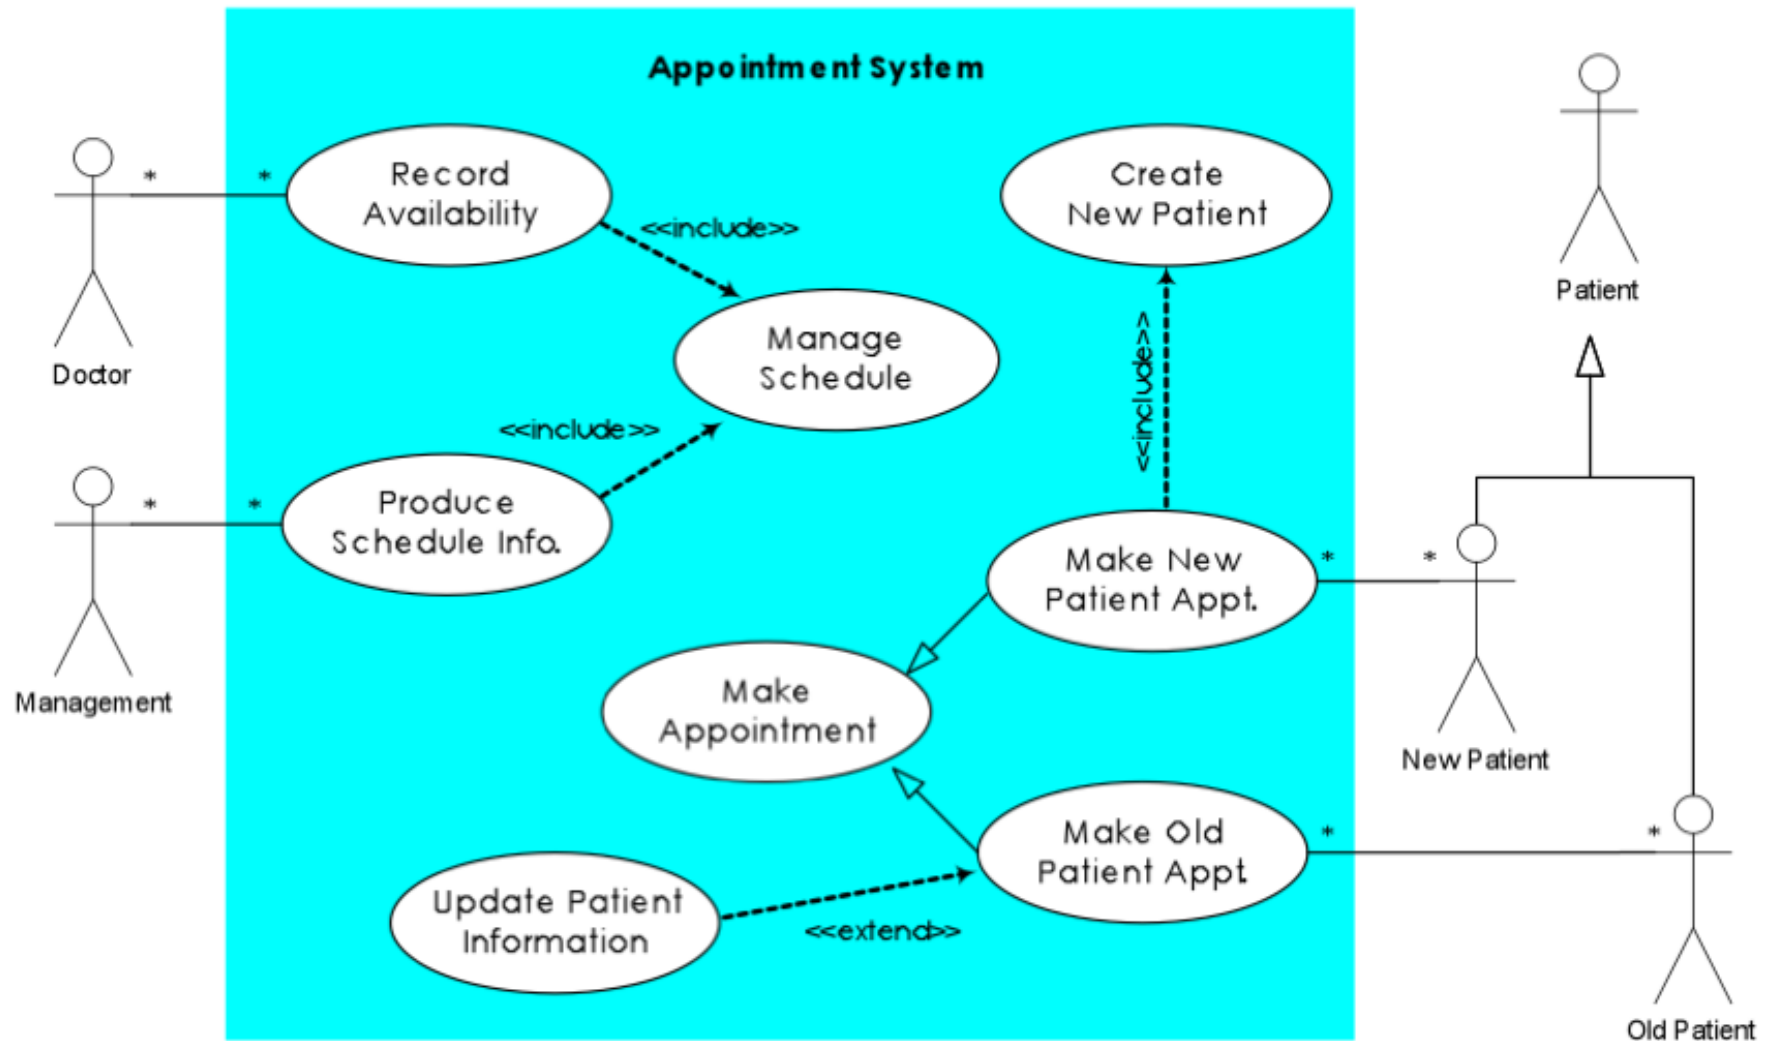 Appointment System
Record
Availability
Create
New Patient
* *
<<include>>
Patient
Doctor
Manage
Schedule
<<include>>
<<include>>
* *
Produce
Schedule Info.
Make New
Patient Appt.
* *
Management
Make
Appointment
New Patient
Make Old
Patient Appt.
* *
Update Patient
Information
<<extend>>
Old Patient